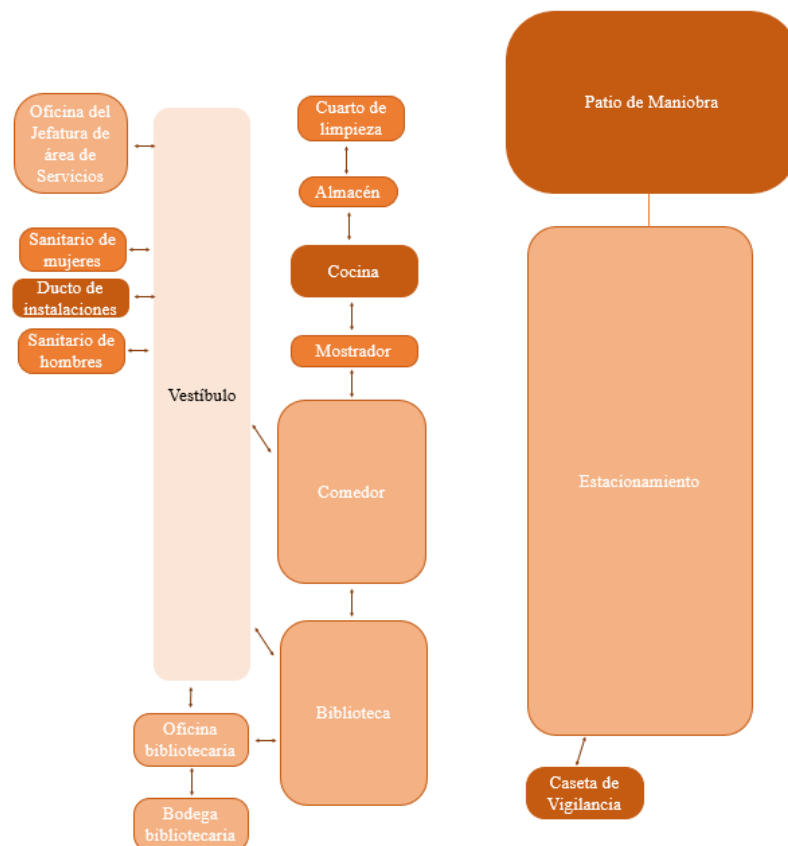 Oficina del
Jefatura de
área de
Servicios
Sanitario de
mujeres
Ducto de
instalaciones
Sanitario de
hombres
Vestíbulo
Cuarto de
limpieza
Almacén
Cocina
Mostrador
Comedor
Biblioteca
Oficina
bibliotecaria
Bodega
bibliotecaria
Patio de Maniobra
Estacionamiento
Caseta de
Vigilancia